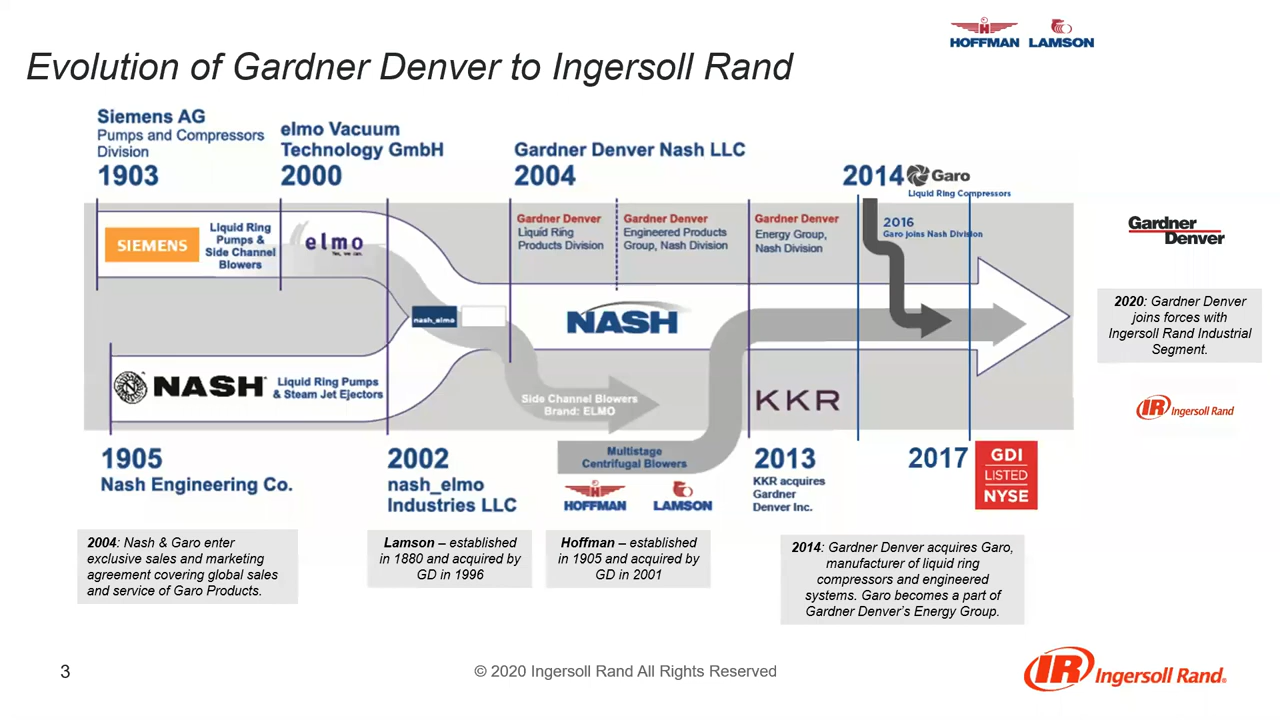 HOFFMAN LAMSON
Evolution of Gardner Denver to Ingersoll Rand
Siemens AG
Pumps and Compressors
Division
1903
elmo Vacuum
Technology GmbH
2000
Gardner Denver Nash LLC
2004
2014
Garo
Liquid Ring Compressors
SIEMENS
Liquid Ring
Pumps &
Side Channel
Blowers
elmo
Yes, we can.
Gardner Denver
Liquid Ring
Products Division
Gardner Denver
Engineered Products
Group, Nash Division
Gardner Denver
Energy Group,
Nash Division
2016
Garo joins Nash Division
Gardner
Denver
nash_elmo
NASH
2020: Gardner Denver
joins forces with
Ingersoll Rand Industrial
Segment.
NASH
Liquid Ring Pumps
& Steam Jet Ejectors
Side Channel Blowers
Brand: ELMO
KKR
IR Ingersoll Rand
1905
Nash Engineering Co.
2002
nash_elmo
Industries LLC
Multistage
Centrifugal Blowers
HOFFMAN LAMSON
2013
KKR acquires
Gardner
Denver Inc.
2017
GDI
LISTED
NYSE
2004: Nash & Garo enter
exclusive sales and marketing
agreement covering global sales
and service of Garo Products.
Lamson – established
in 1880 and acquired by
GD in 1996
Hoffman – established
in 1905 and acquired by
GD in 2001
2014: Gardner Denver acquires Garo,
manufacturer of liquid ring
compressors and engineered
systems. Garo becomes a part of
Gardner Denver's Energy Group.
3
© 2020 Ingersoll Rand All Rights Reserved
IR Ingersoll Rand®